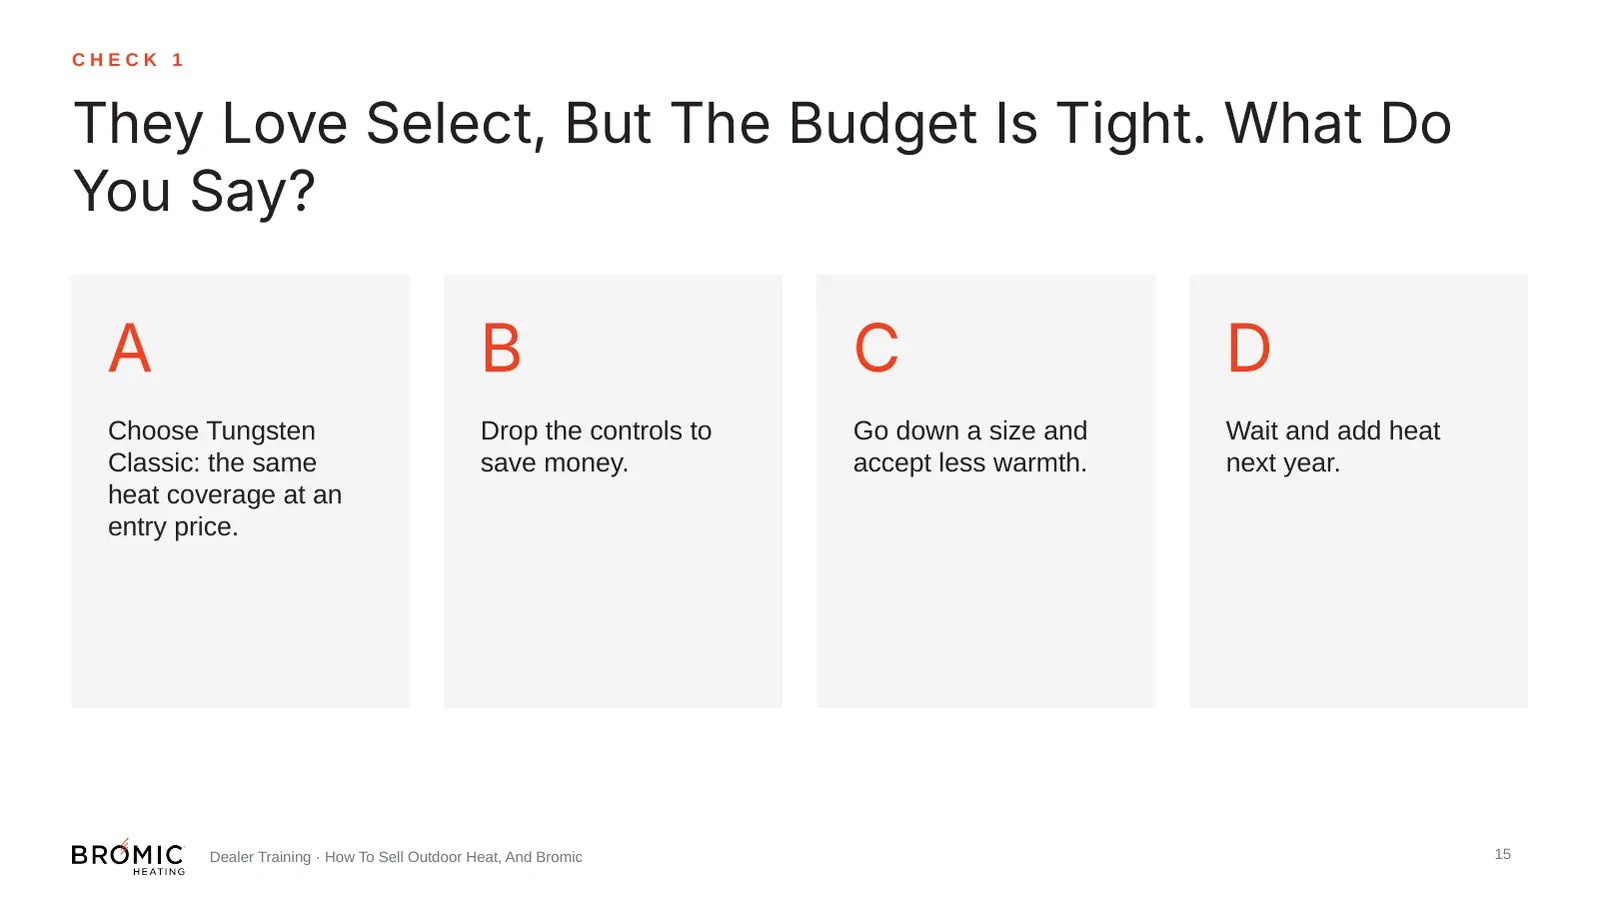 CHECK 1
They Love Select, But The Budget Is Tight. What Do
You Say?
A
Choose Tungsten
Classic: the same
heat coverage at an
entry price.
B
Drop the controls to
save money.
C
Go down a size and
accept less warmth.
D
Wait and add heat
next year.
BROMIC
HEATING
Dealer Training · How To Sell Outdoor Heat, And Bromic
15